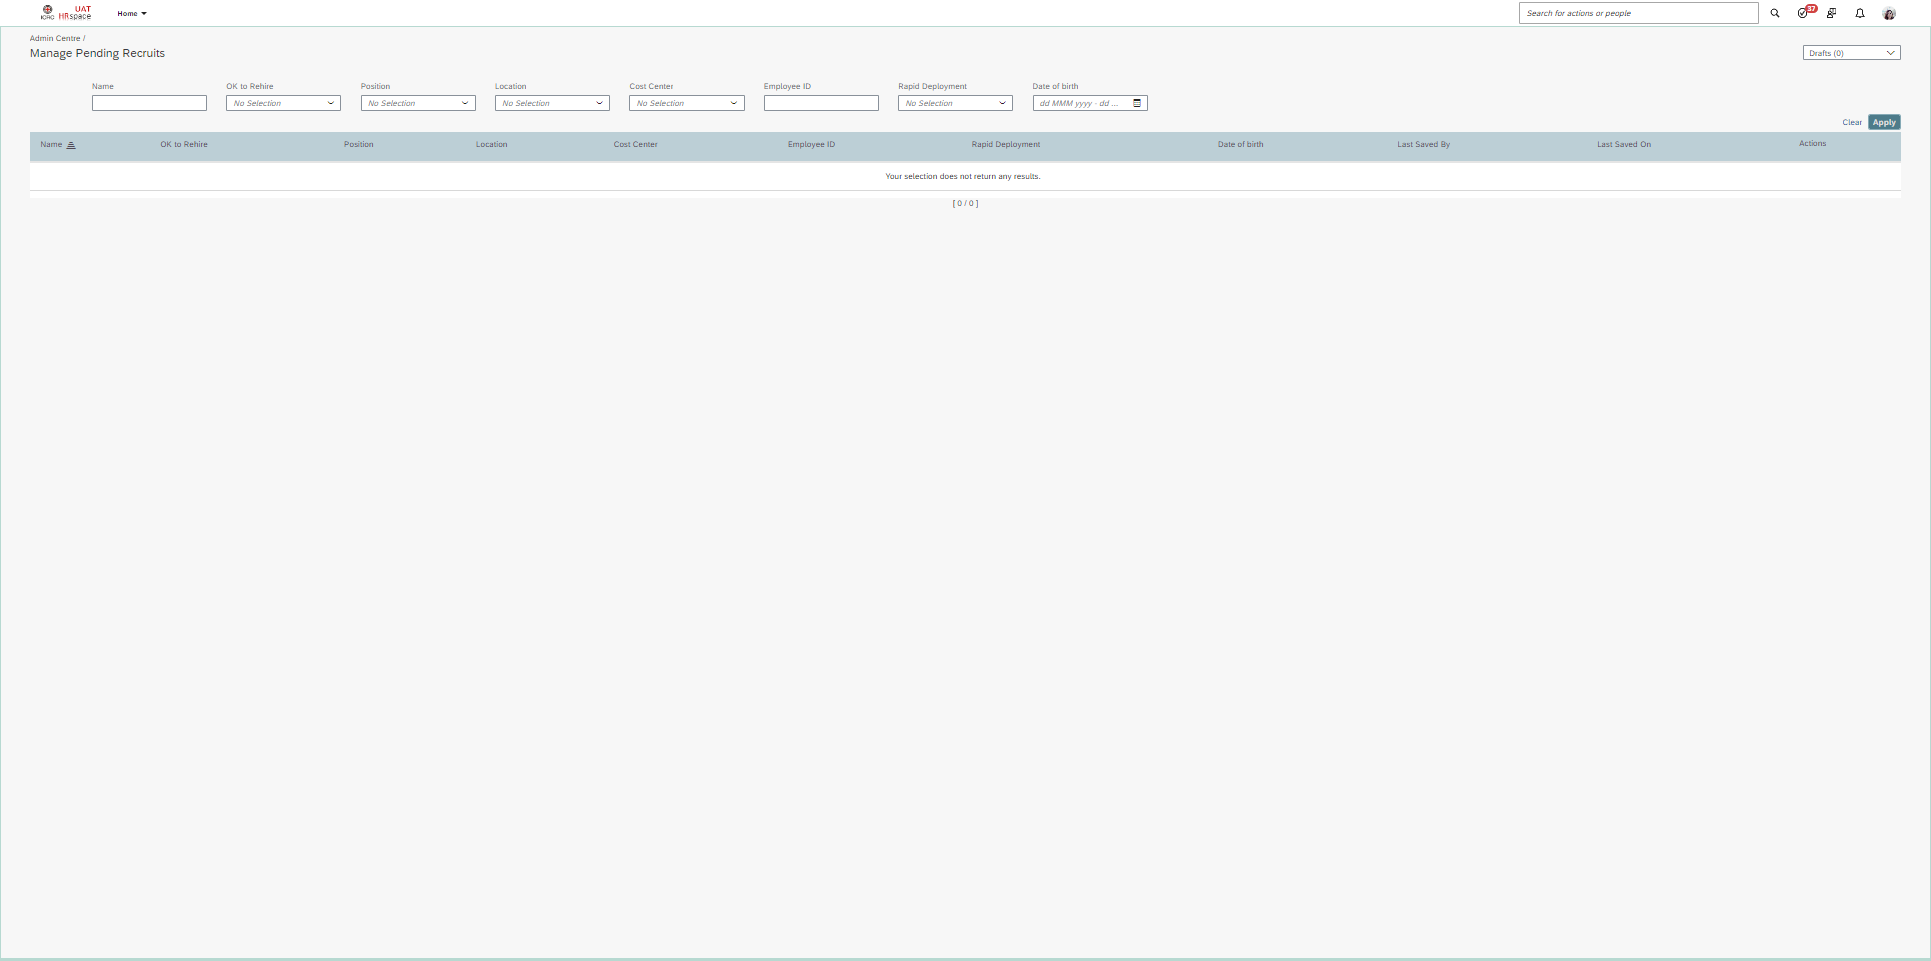 UAT
ICRC HRspace
Home
Search for actions or people
37
Admin Centre /
Manage Pending Recruits
Drafts (0)
Name OK to Rehire Position Location Cost Center Employee ID Rapid Deployment Date of birth
No Selection No Selection No Selection No Selection No Selection dd MMM yyyy - dd ...
Clear Apply
Name OK to Rehire Position Location Cost Center Employee ID Rapid Deployment Date of birth Last Saved By Last Saved On Actions
Your selection does not return any results.
[ 0 / 0 ]